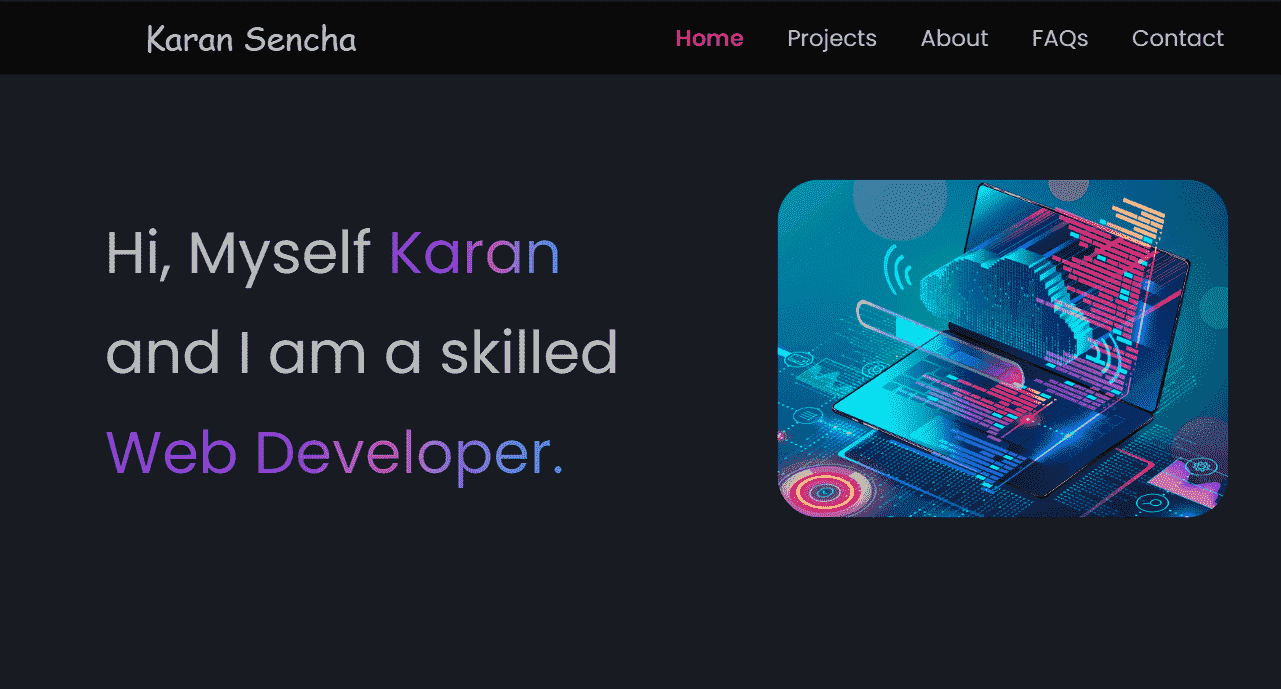 Karan Sencha
Home Projects About FAQs Contact
Hi, Myself Karan
and I am a skilled
Web Developer.